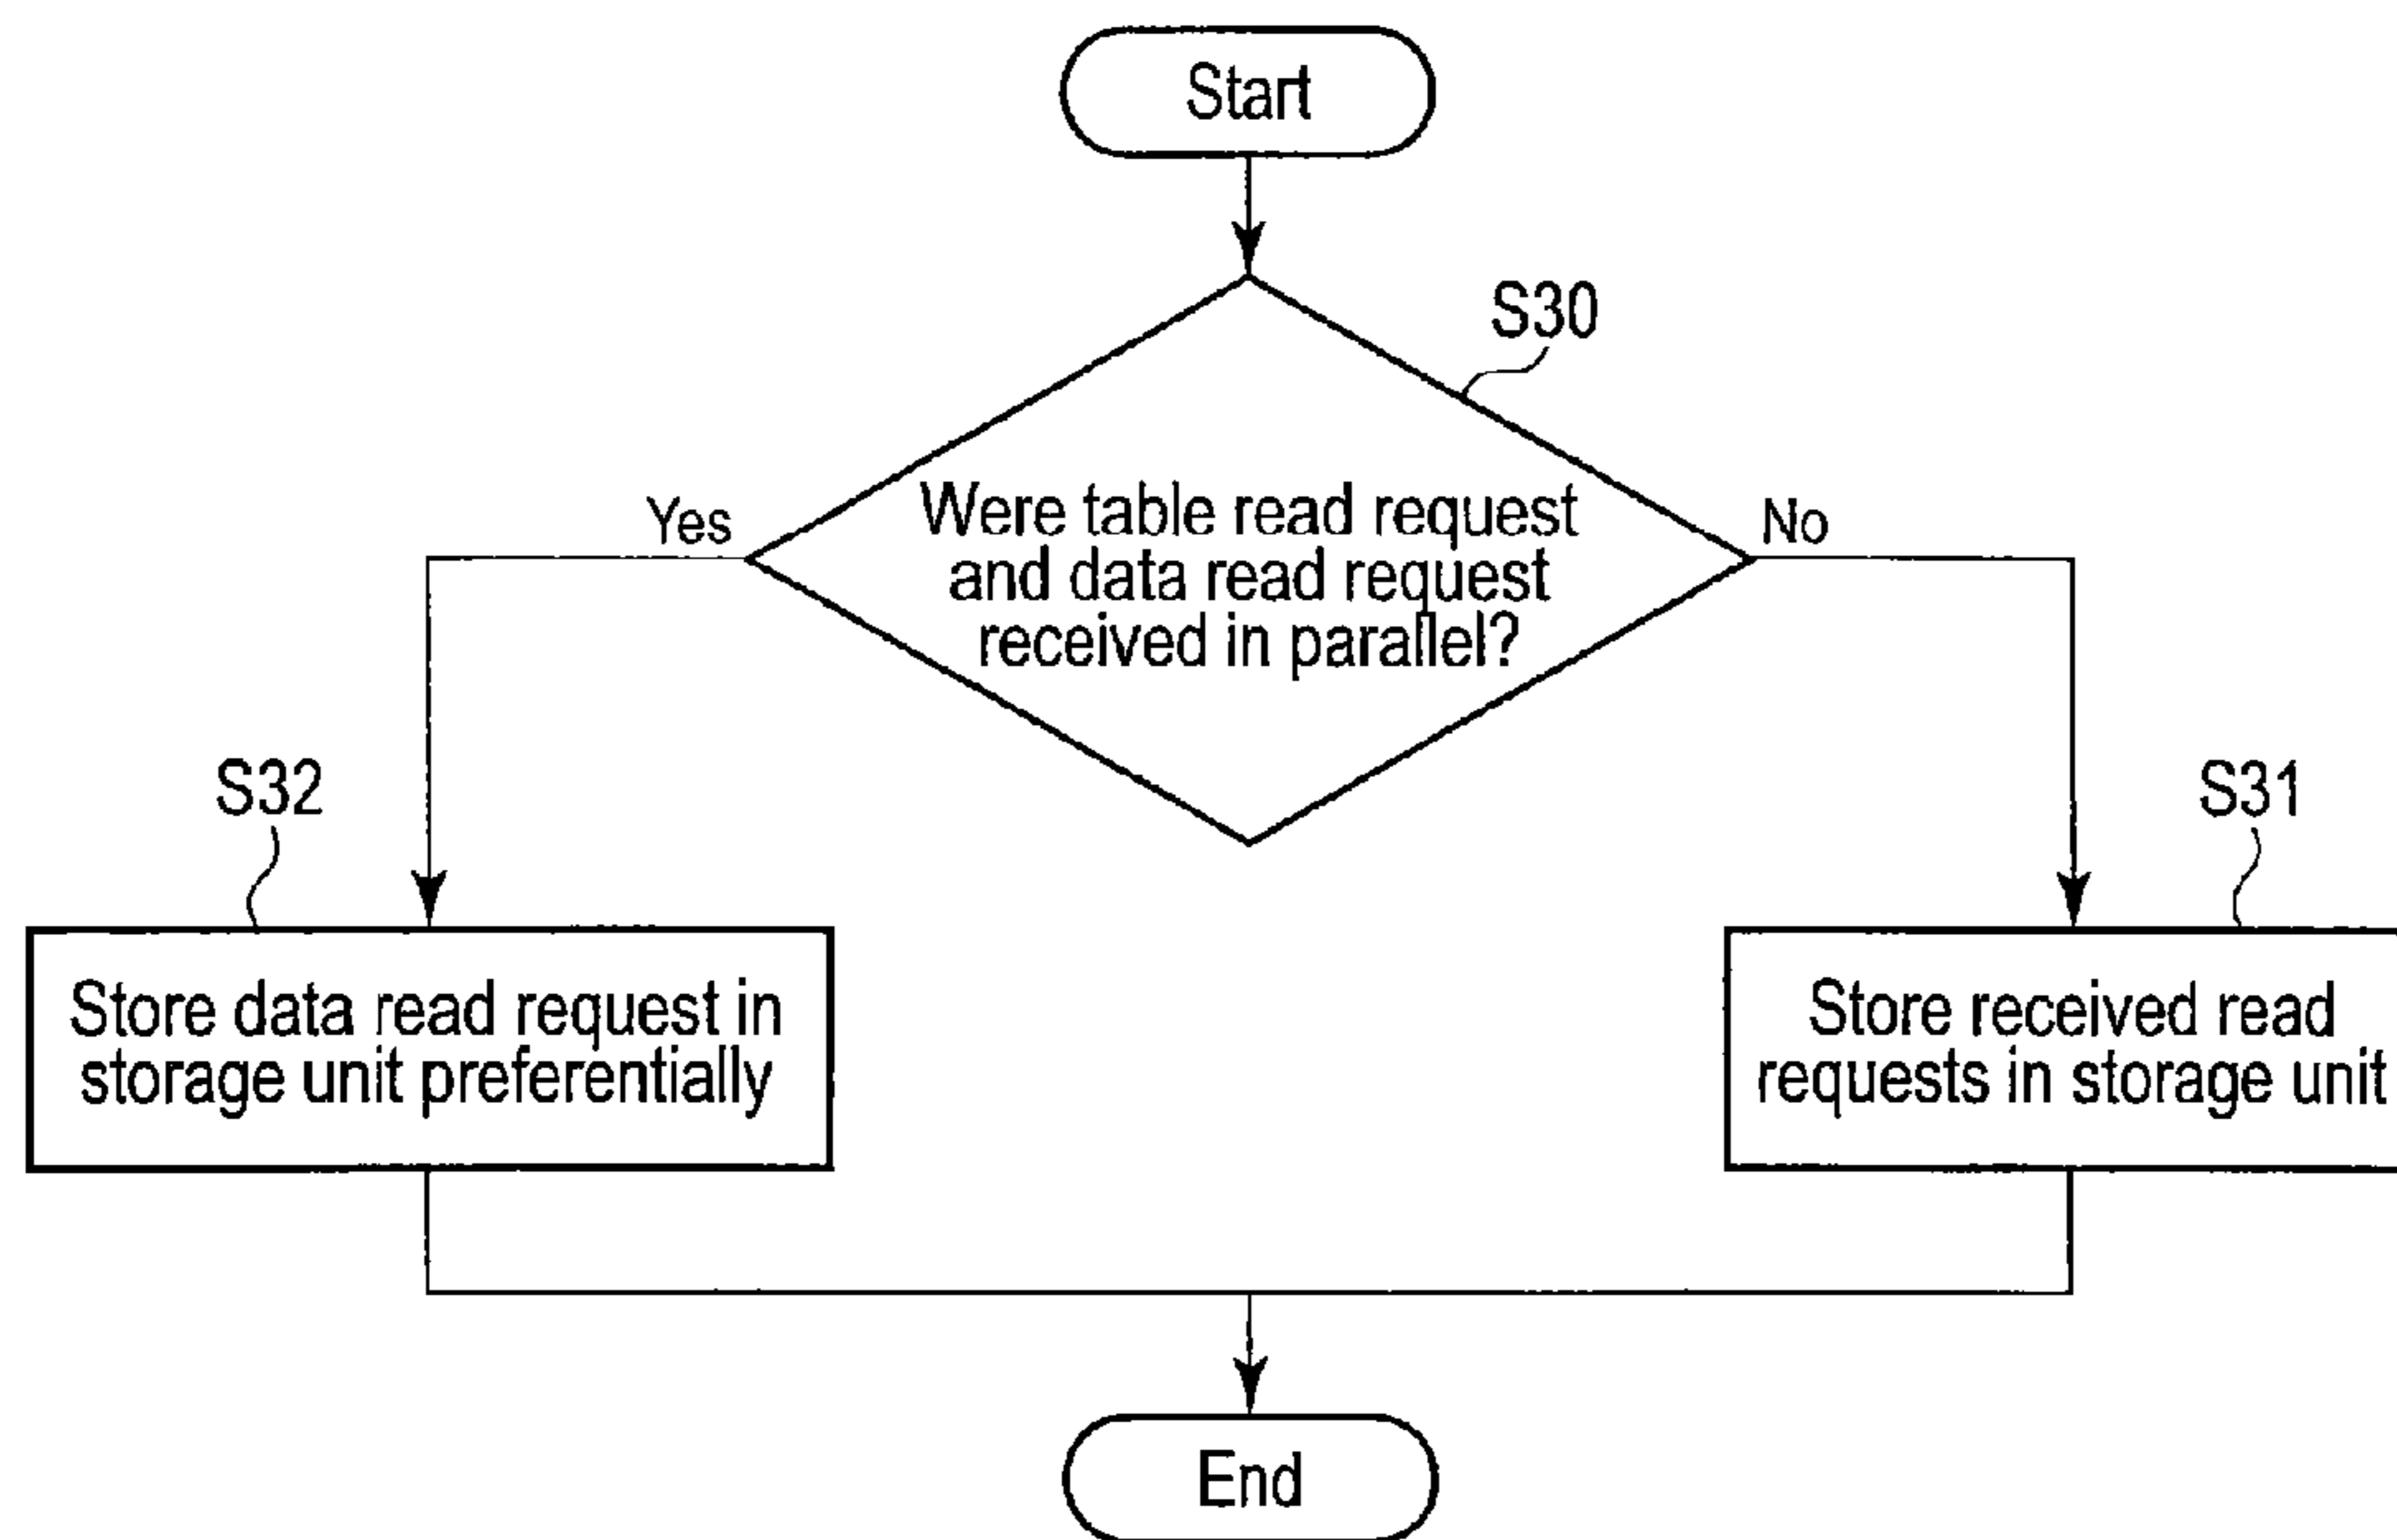 Start
S30
Yes
Were table read request
and data read request
received in parallel?
No
S32
S31
Store data read request in
storage unit preferentially
Store received read
requests in storage unit
End